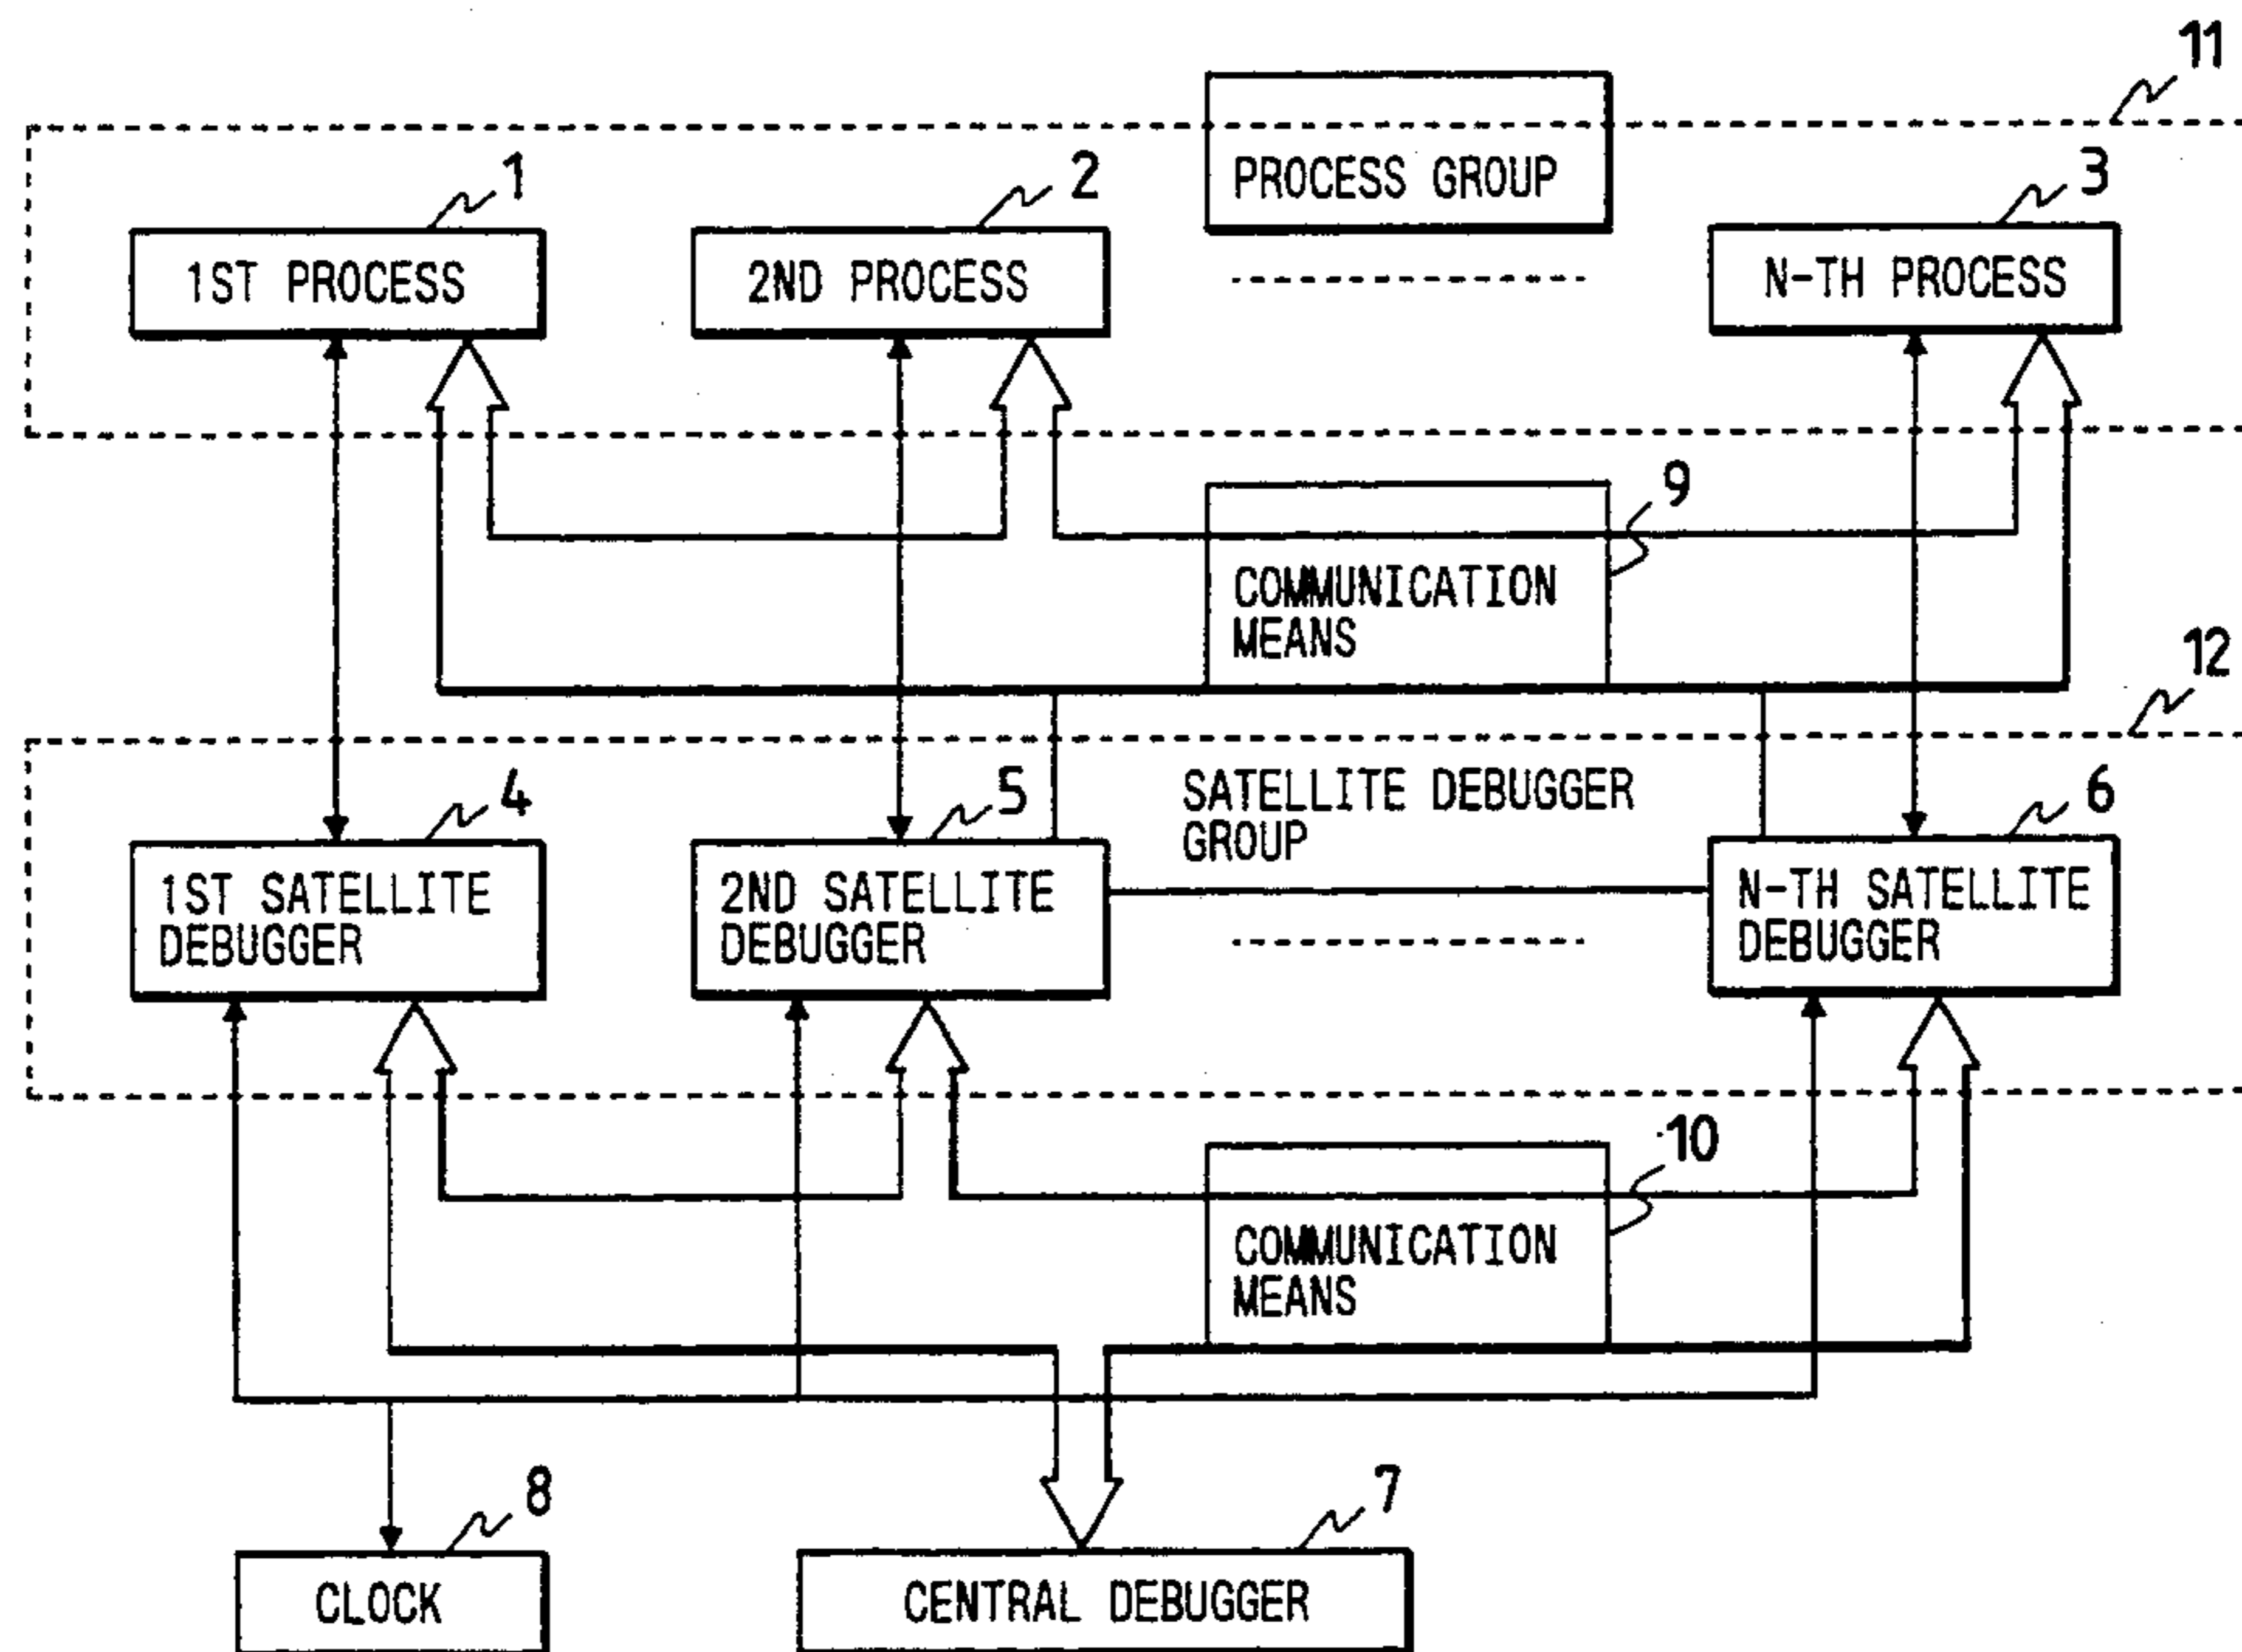 11
PROCESS GROUP
1
2
3
1ST PROCESS
2ND PROCESS
N-TH PROCESS
9
COMMUNICATION
MEANS
12
SATELLITE DEBUGGER
GROUP
4
5
6
1ST SATELLITE
DEBUGGER
2ND SATELLITE
DEBUGGER
N-TH SATELLITE
DEBUGGER
10
COMMUNICATION
MEANS
8
7
CLOCK
CENTRAL DEBUGGER